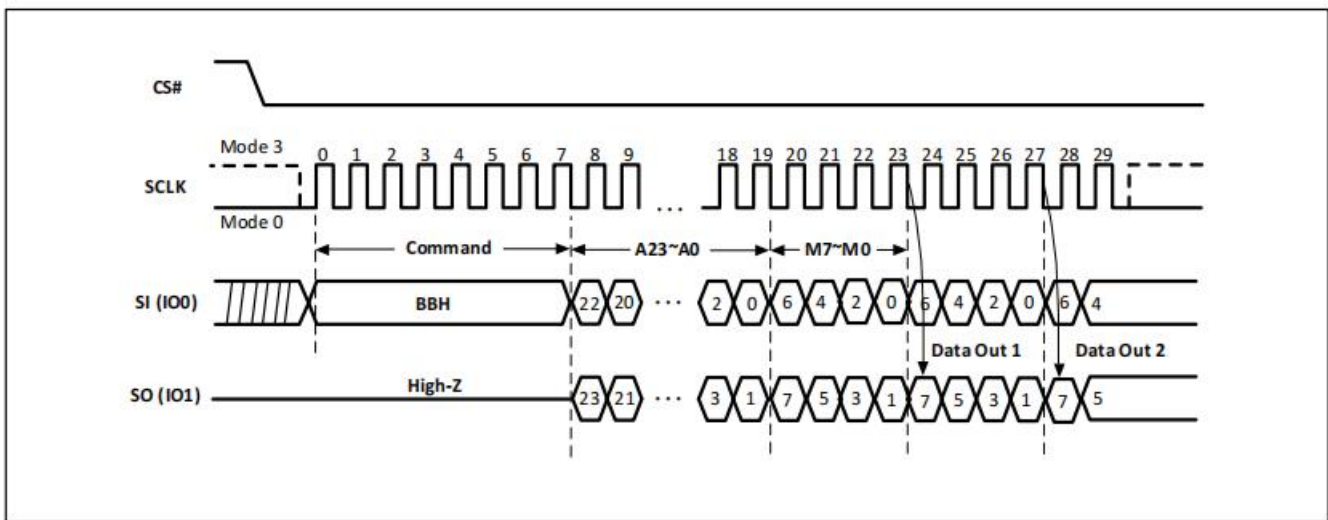 CS#
Mode 3
0 1 2 3 4 5 6 7 8 9 18 19 20 21 22 23 24 25 26 27 28 29
SCLK
...
Mode 0
Command A23~A0 M7~M0
SI (IO0) BBH 22 20 ... 2 0 6 4 2 0 6 4 2 0 6 4
Data Out 1 Data Out 2
High-Z
SO (IO1) 23 21 ... 3 1 7 5 3 1 7 5 3 1 7 5